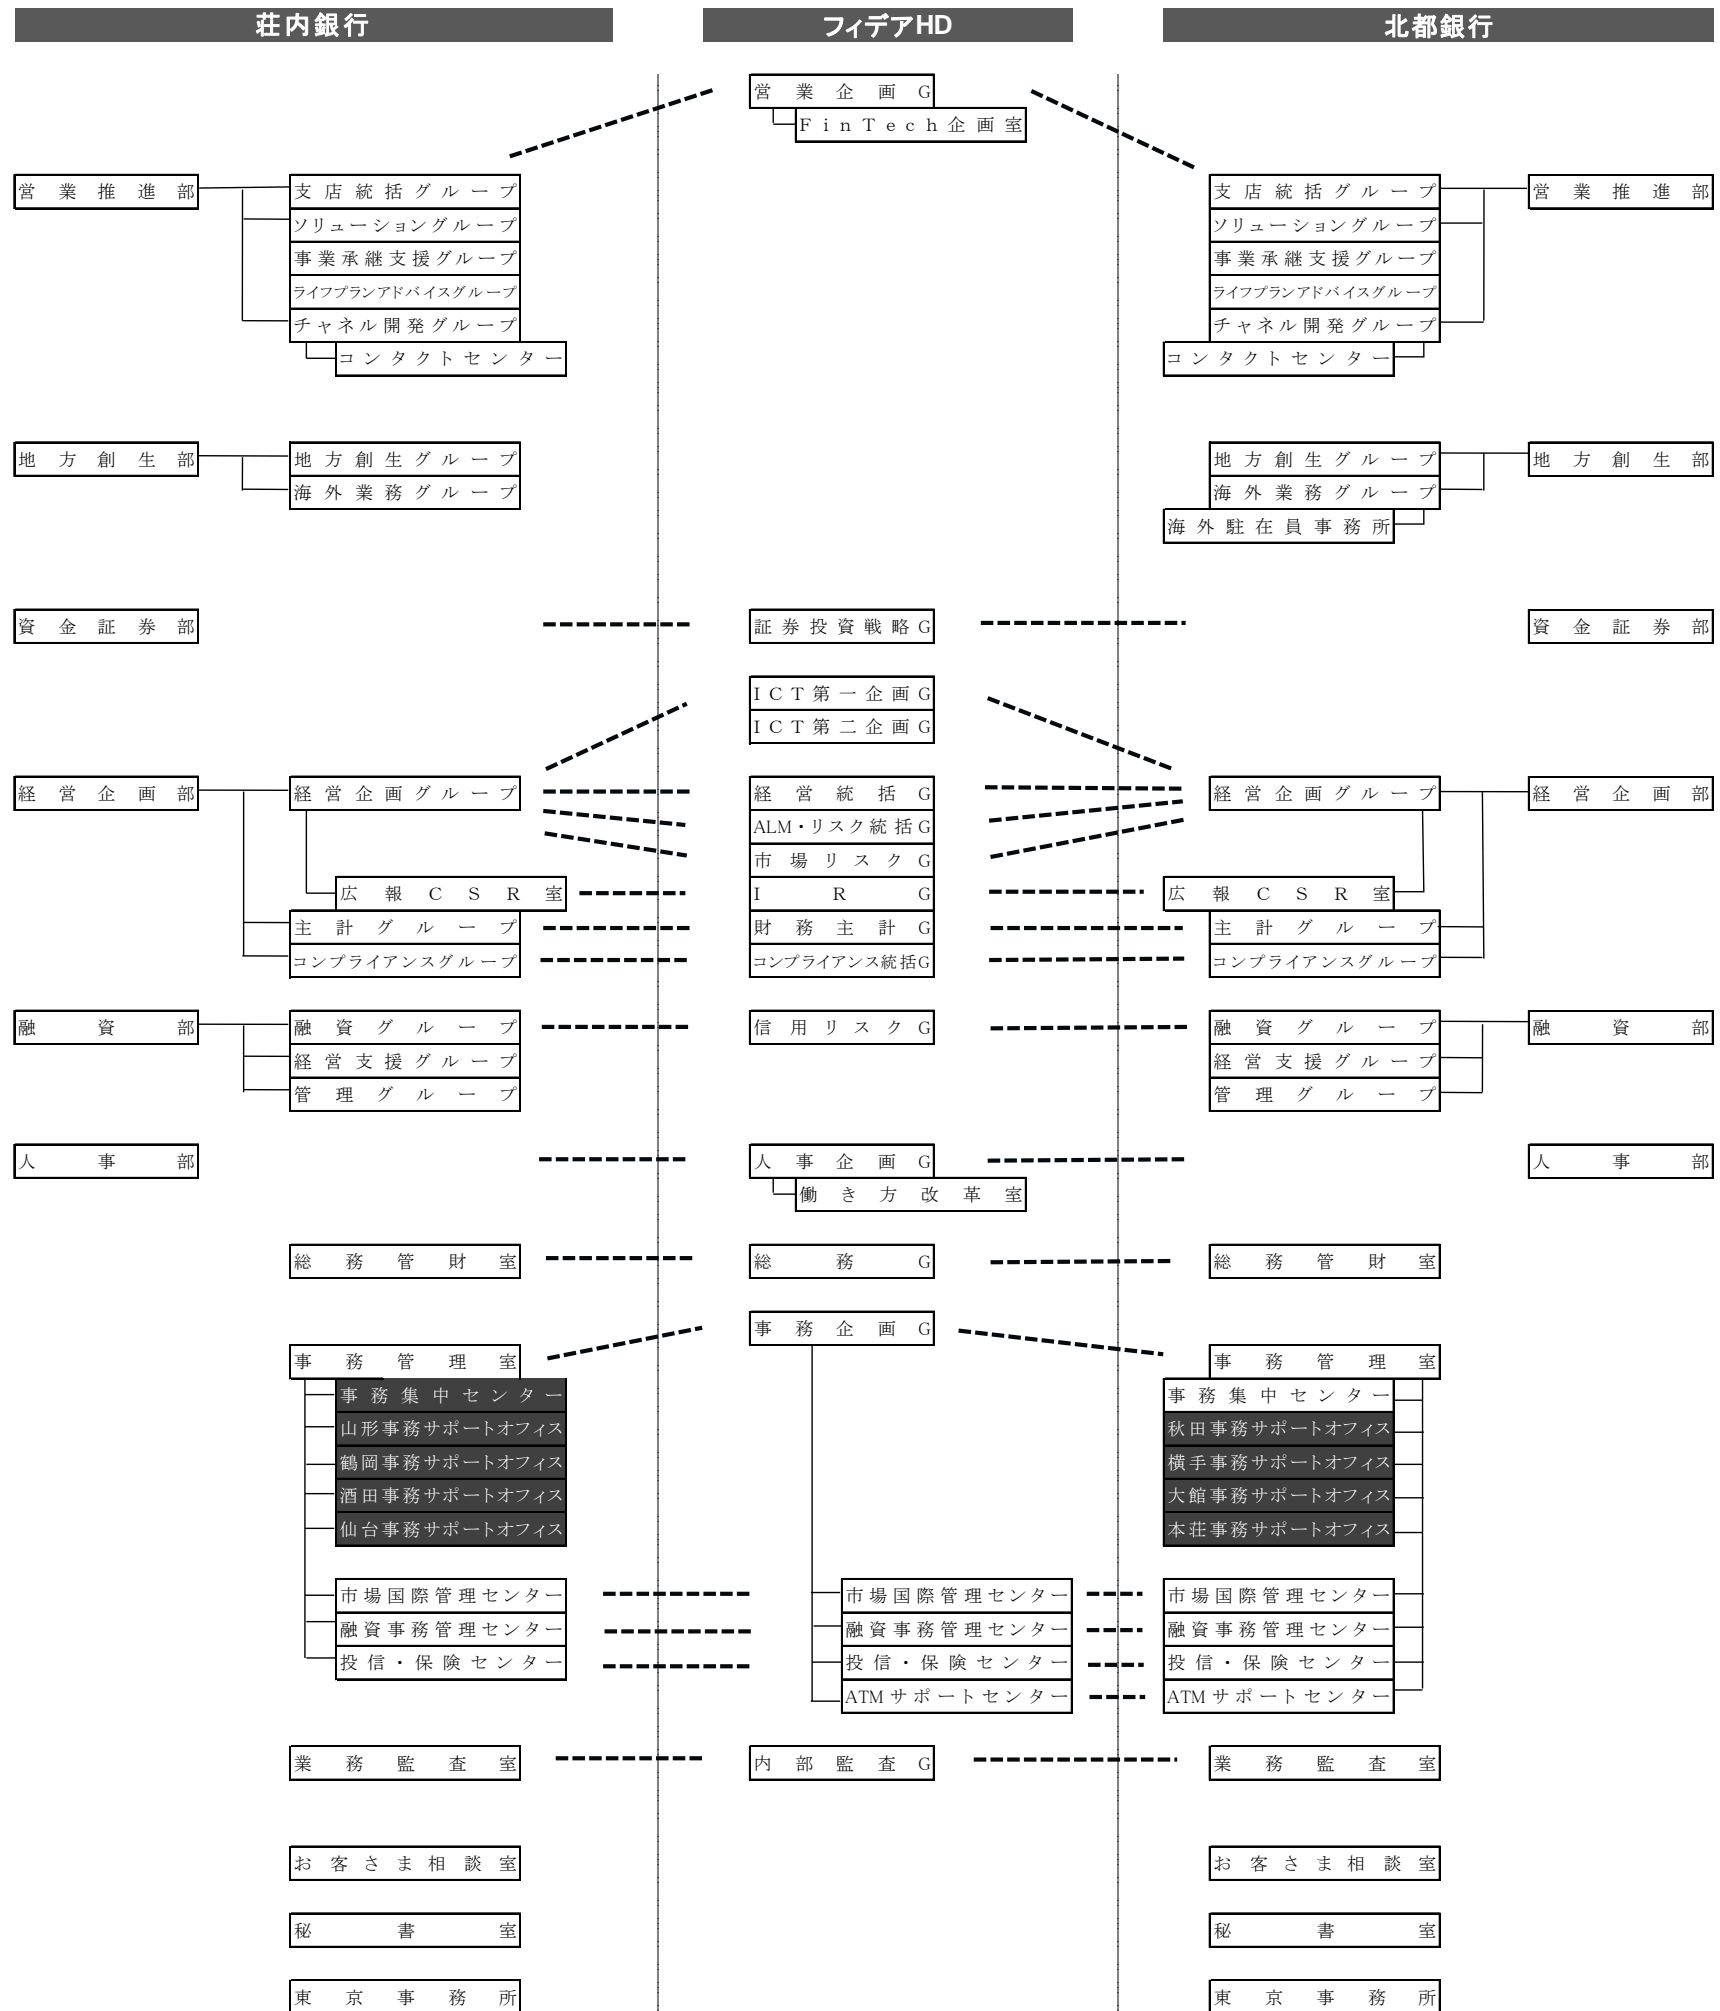 荘内銀行 フィデアHD 北都銀行
営業企画G
FinTech企画室
営業推進部 支店統括グループ 支店統括グループ 営業推進部
ソリューショングループ ソリューショングループ
事業承継支援グループ 事業承継支援グループ
ライフプランアドバイスグループ ライフプランアドバイスグループ
チャネル開発グループ チャネル開発グループ
コンタクトセンター コンタクトセンター
地方創生部 地方創生グループ 地方創生グループ 地方創生部
海外業務グループ 海外業務グループ
海外駐在員事務所
資金証券部 証券投資戦略G 資金証券部
ICT第一企画G
ICT第二企画G
経営企画部 経営企画グループ 経営統括G 経営企画グループ 経営企画部
ALM・リスク統括G
市場リスクG
広報CSR室 IRG 広報CSR室
主計グループ 財務主計G 主計グループ
コンプライアンスグループ コンプライアンス統括G コンプライアンスグループ
融資部 融資グループ 信用リスクG 融資グループ 融資部
経営支援グループ 経営支援グループ
管理グループ 管理グループ
人事部 人事企画G 人事部
働き方改革室
総務管財室 総務G 総務管財室
事務企画G
事務管理室 事務管理室
事務集中センター 事務集中センター
山形事務サポートオフィス 秋田事務サポートオフィス
鶴岡事務サポートオフィス 横手事務サポートオフィス
酒田事務サポートオフィス 大館事務サポートオフィス
仙台事務サポートオフィス 本荘事務サポートオフィス
市場国際管理センター 市場国際管理センター 市場国際管理センター
融資事務管理センター 融資事務管理センター 融資事務管理センター
投信・保険センター 投信・保険センター 投信・保険センター
ATMサポートセンター ATMサポートセンター
業務監査室 内部監査G 業務監査室
お客さま相談室 お客さま相談室
秘書室 秘書室
東京事務所 東京事務所